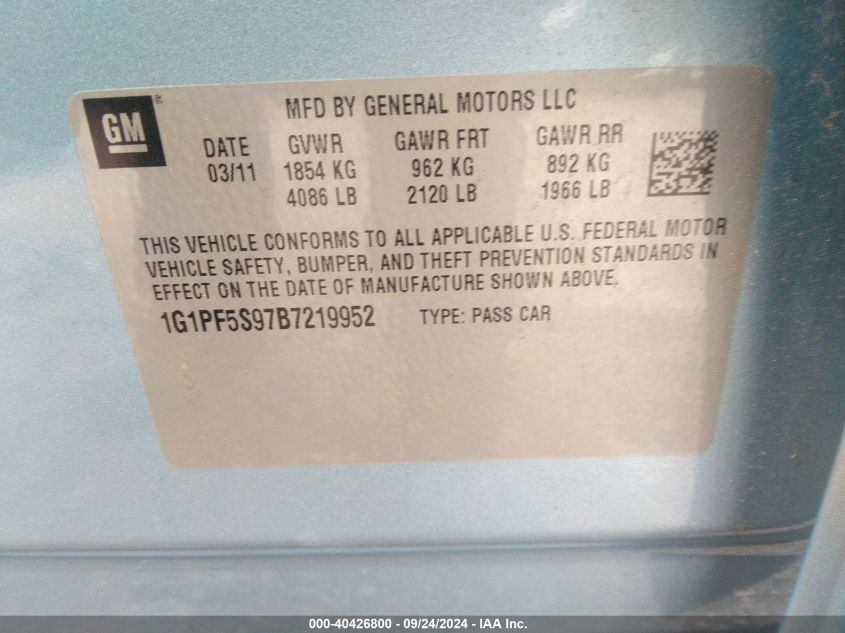 GM ®
MFD BY GENERAL MOTORS LLC
DATE GVWR GAWR FRT GAWR RR
03/11 1854 KG 962 KG 892 KG
4086 LB 2120 LB 1966 LB
THIS VEHICLE CONFORMS TO ALL APPLICABLE U.S. FEDERAL MOTOR
VEHICLE SAFETY, BUMPER, AND THEFT PREVENTION STANDARDS IN
EFFECT ON THE DATE OF MANUFACTURE SHOWN ABOVE.
1G1PF5S97B7219952 TYPE: PASS CAR
000-40426800 - 09/24/2024 - IAA Inc.